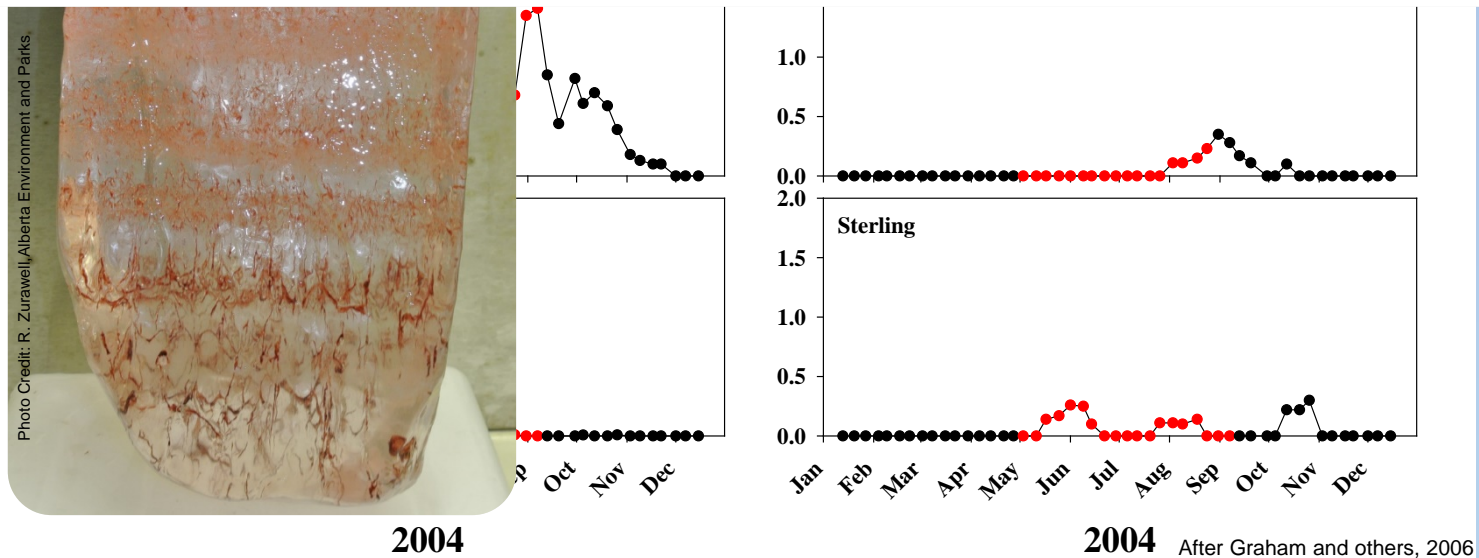 Photo Credit: R. Zurawell, Alberta Environment and Parks
1.0
0.5
0.0
2.0
Sterling
1.5
1.0
0.5
0.0
Oct Nov Dec
Jan Feb Mar Apr May Jun Jul Aug Sep Oct Nov Dec
2004
2004
After Graham and others, 2006